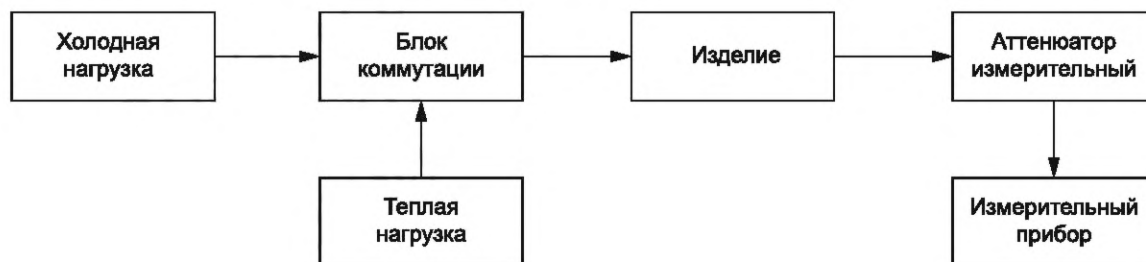 Холодная
нагрузка
Блок
коммутации
Изделие
Аттенюатор
измерительный
Теплая
нагрузка
Измерительный
прибор